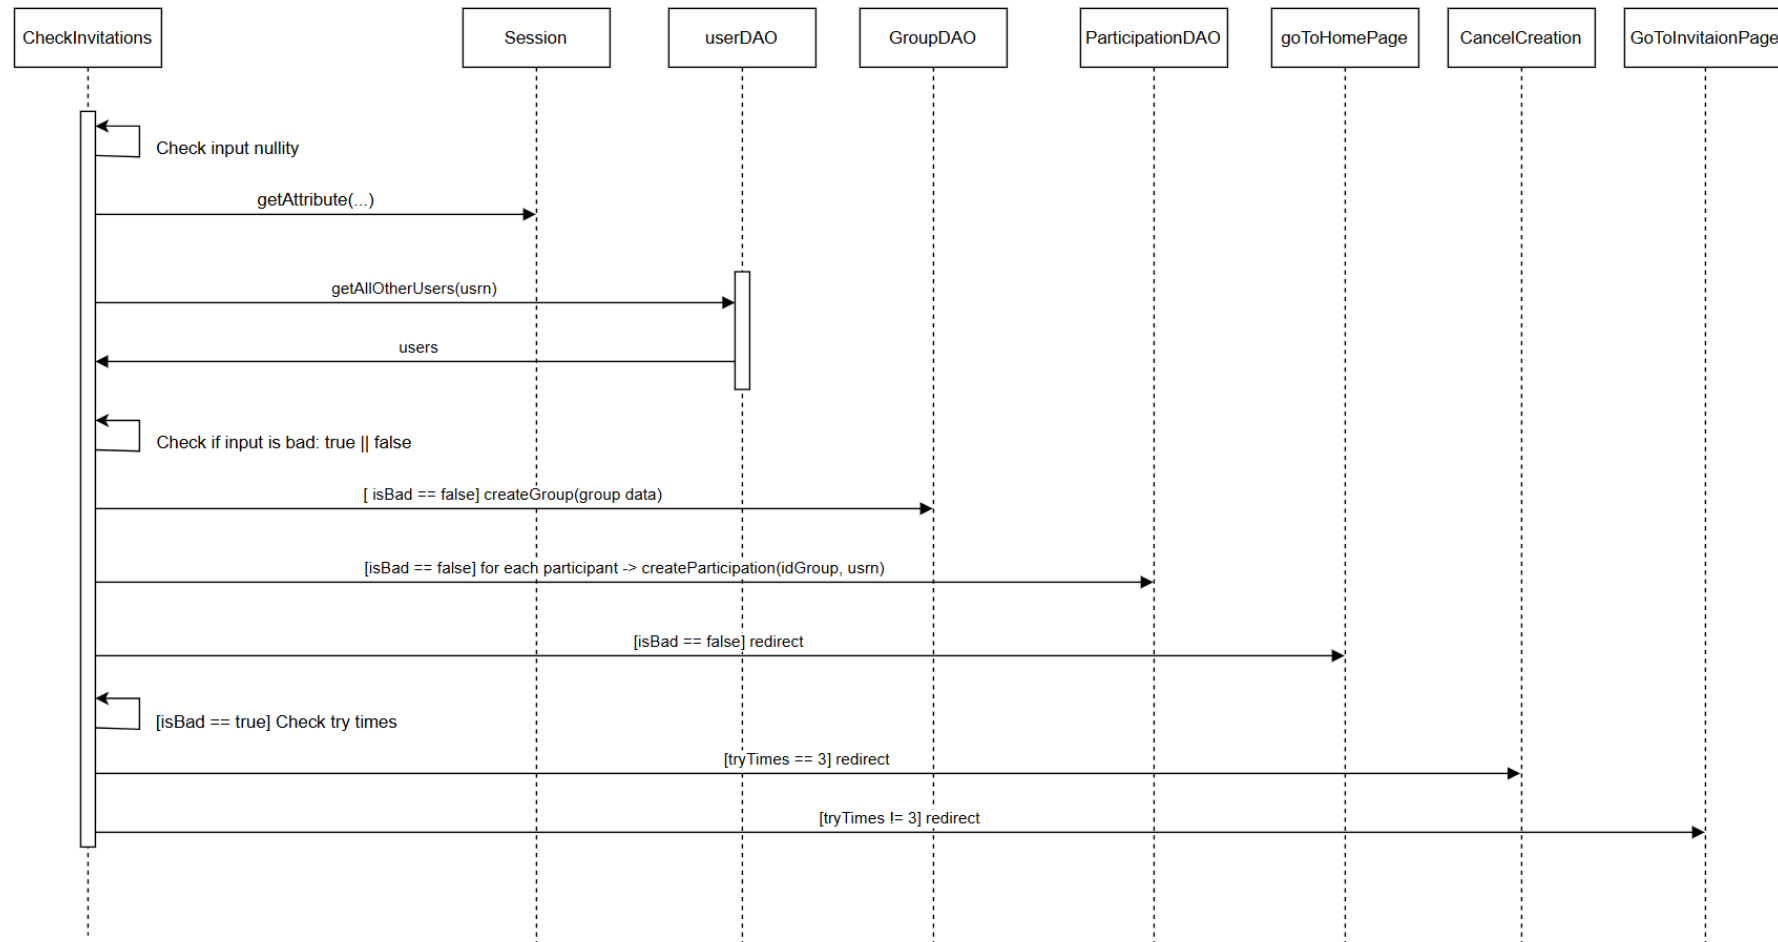 CheckInvitations
Session
userDAO
GroupDAO
ParticipationDAO
goToHomePage
CancelCreation
GoToInvitaionPage
Check input nullity
getAttribute(...)
getAllOtherUsers(usrn)
users
Check if input is bad: true || false
[ isBad == false] createGroup(group data)
[isBad == false] for each participant -> createParticipation(idGroup, usrn)
[isBad == false] redirect
[isBad == true] Check try times
[tryTimes == 3] redirect
[tryTimes != 3] redirect